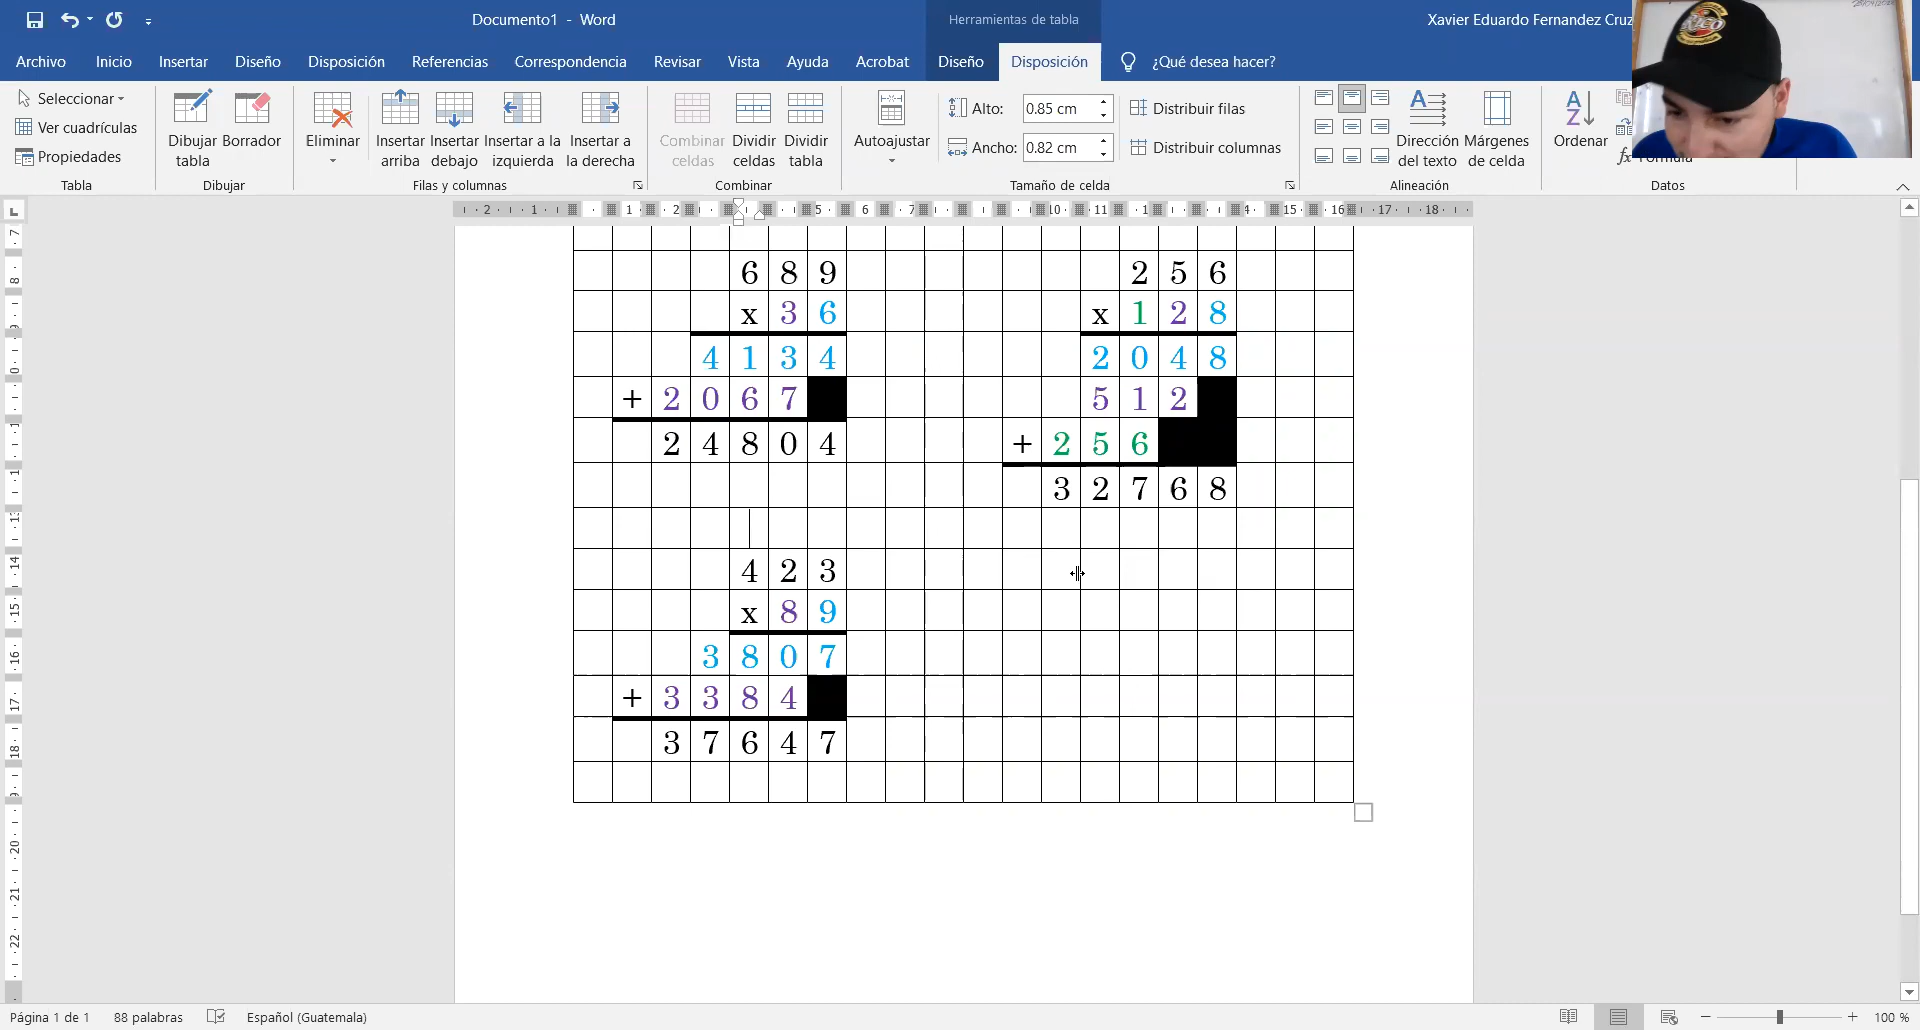 Documento1 - Word
Herramientas de tabla
Xavier Eduardo Fernandez Cruz
Archivo Inicio Insertar Diseño Disposición Referencias Correspondencia Revisar Vista Ayuda Acrobat Diseño Disposición ¿Qué desea hacer?
Seleccionar
Ver cuadrículas
Propiedades
Tabla
Dibujar tabla
Borrador
Dibujar
Eliminar
Insertar arriba
Insertar debajo
Insertar a la izquierda
Insertar a la derecha
Filas y columnas
Combinar celdas
Dividir celdas
Dividir tabla
Combinar
Autoajustar
Alto: 0.85 cm
Ancho: 0.82 cm
Distribuir filas
Distribuir columnas
Tamaño de celda
Dirección del texto
Márgenes de celda
Alineación
Ordenar
Fórmula
Datos
6 8 9
x 3 6
4 1 3 4
+ 2 0 6 7
2 4 8 0 4
2 5 6
x 1 2 8
2 0 4 8
5 1 2
+ 2 5 6
3 2 7 6 8
4 2 3
x 8 9
3 8 0 7
+ 3 3 8 4
3 7 6 4 7
Página 1 de 1 88 palabras Español (Guatemala) 100 %